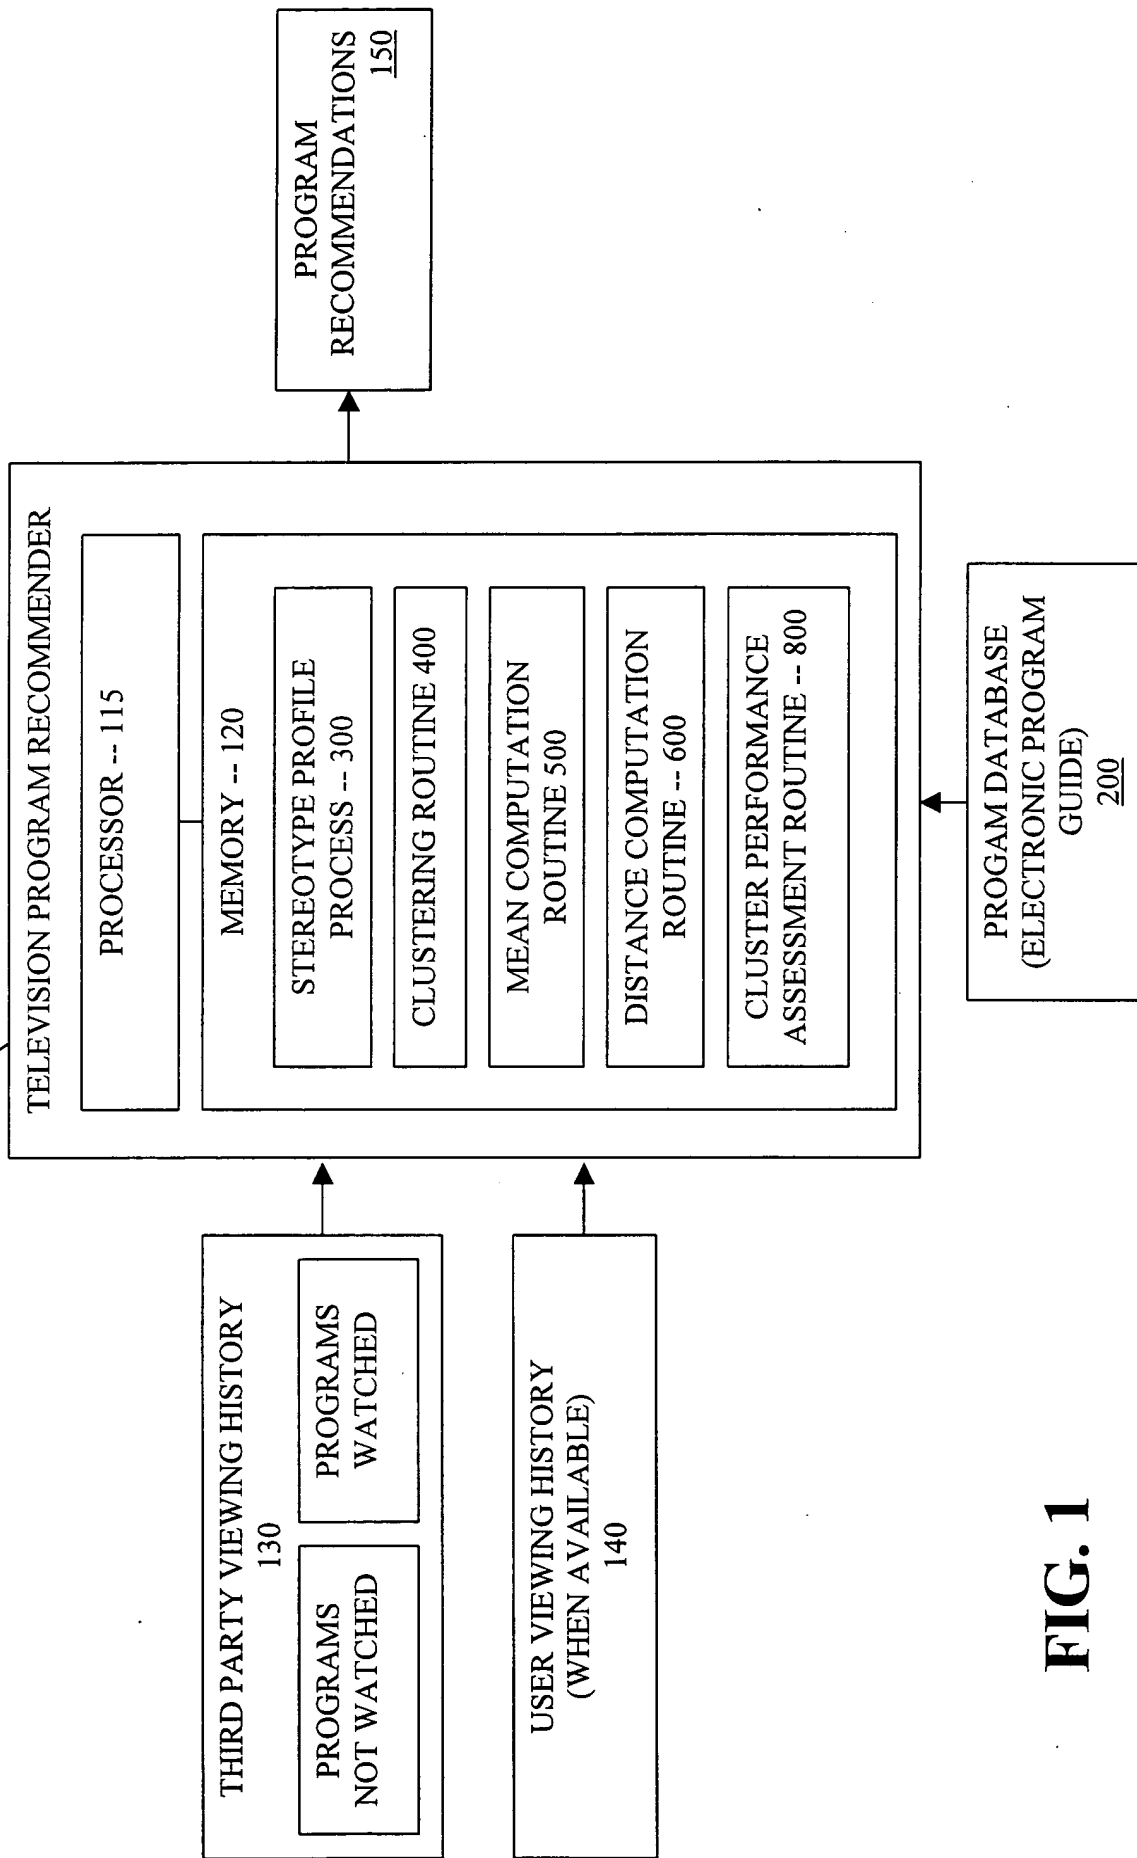 THIRD PARTY VIEWING HISTORY
130
PROGRAMS
NOT WATCHED
PROGRAMS
WATCHED
USER VIEWING HISTORY
(WHEN AVAILABLE)
140
TELEVISION PROGRAM RECOMMENDER
PROCESSOR -- 115
MEMORY -- 120
STEREOTYPE PROFILE
PROCESS -- 300
CLUSTERING ROUTINE 400
MEAN COMPUTATION
ROUTINE 500
DISTANCE COMPUTATION
ROUTINE -- 600
CLUSTER PERFORMANCE
ASSESSMENT ROUTINE -- 800
PROGAM DATABASE
(ELECTRONIC PROGRAM
GUIDE)
200
PROGRAM
RECOMMENDATIONS
150
FIG. 1